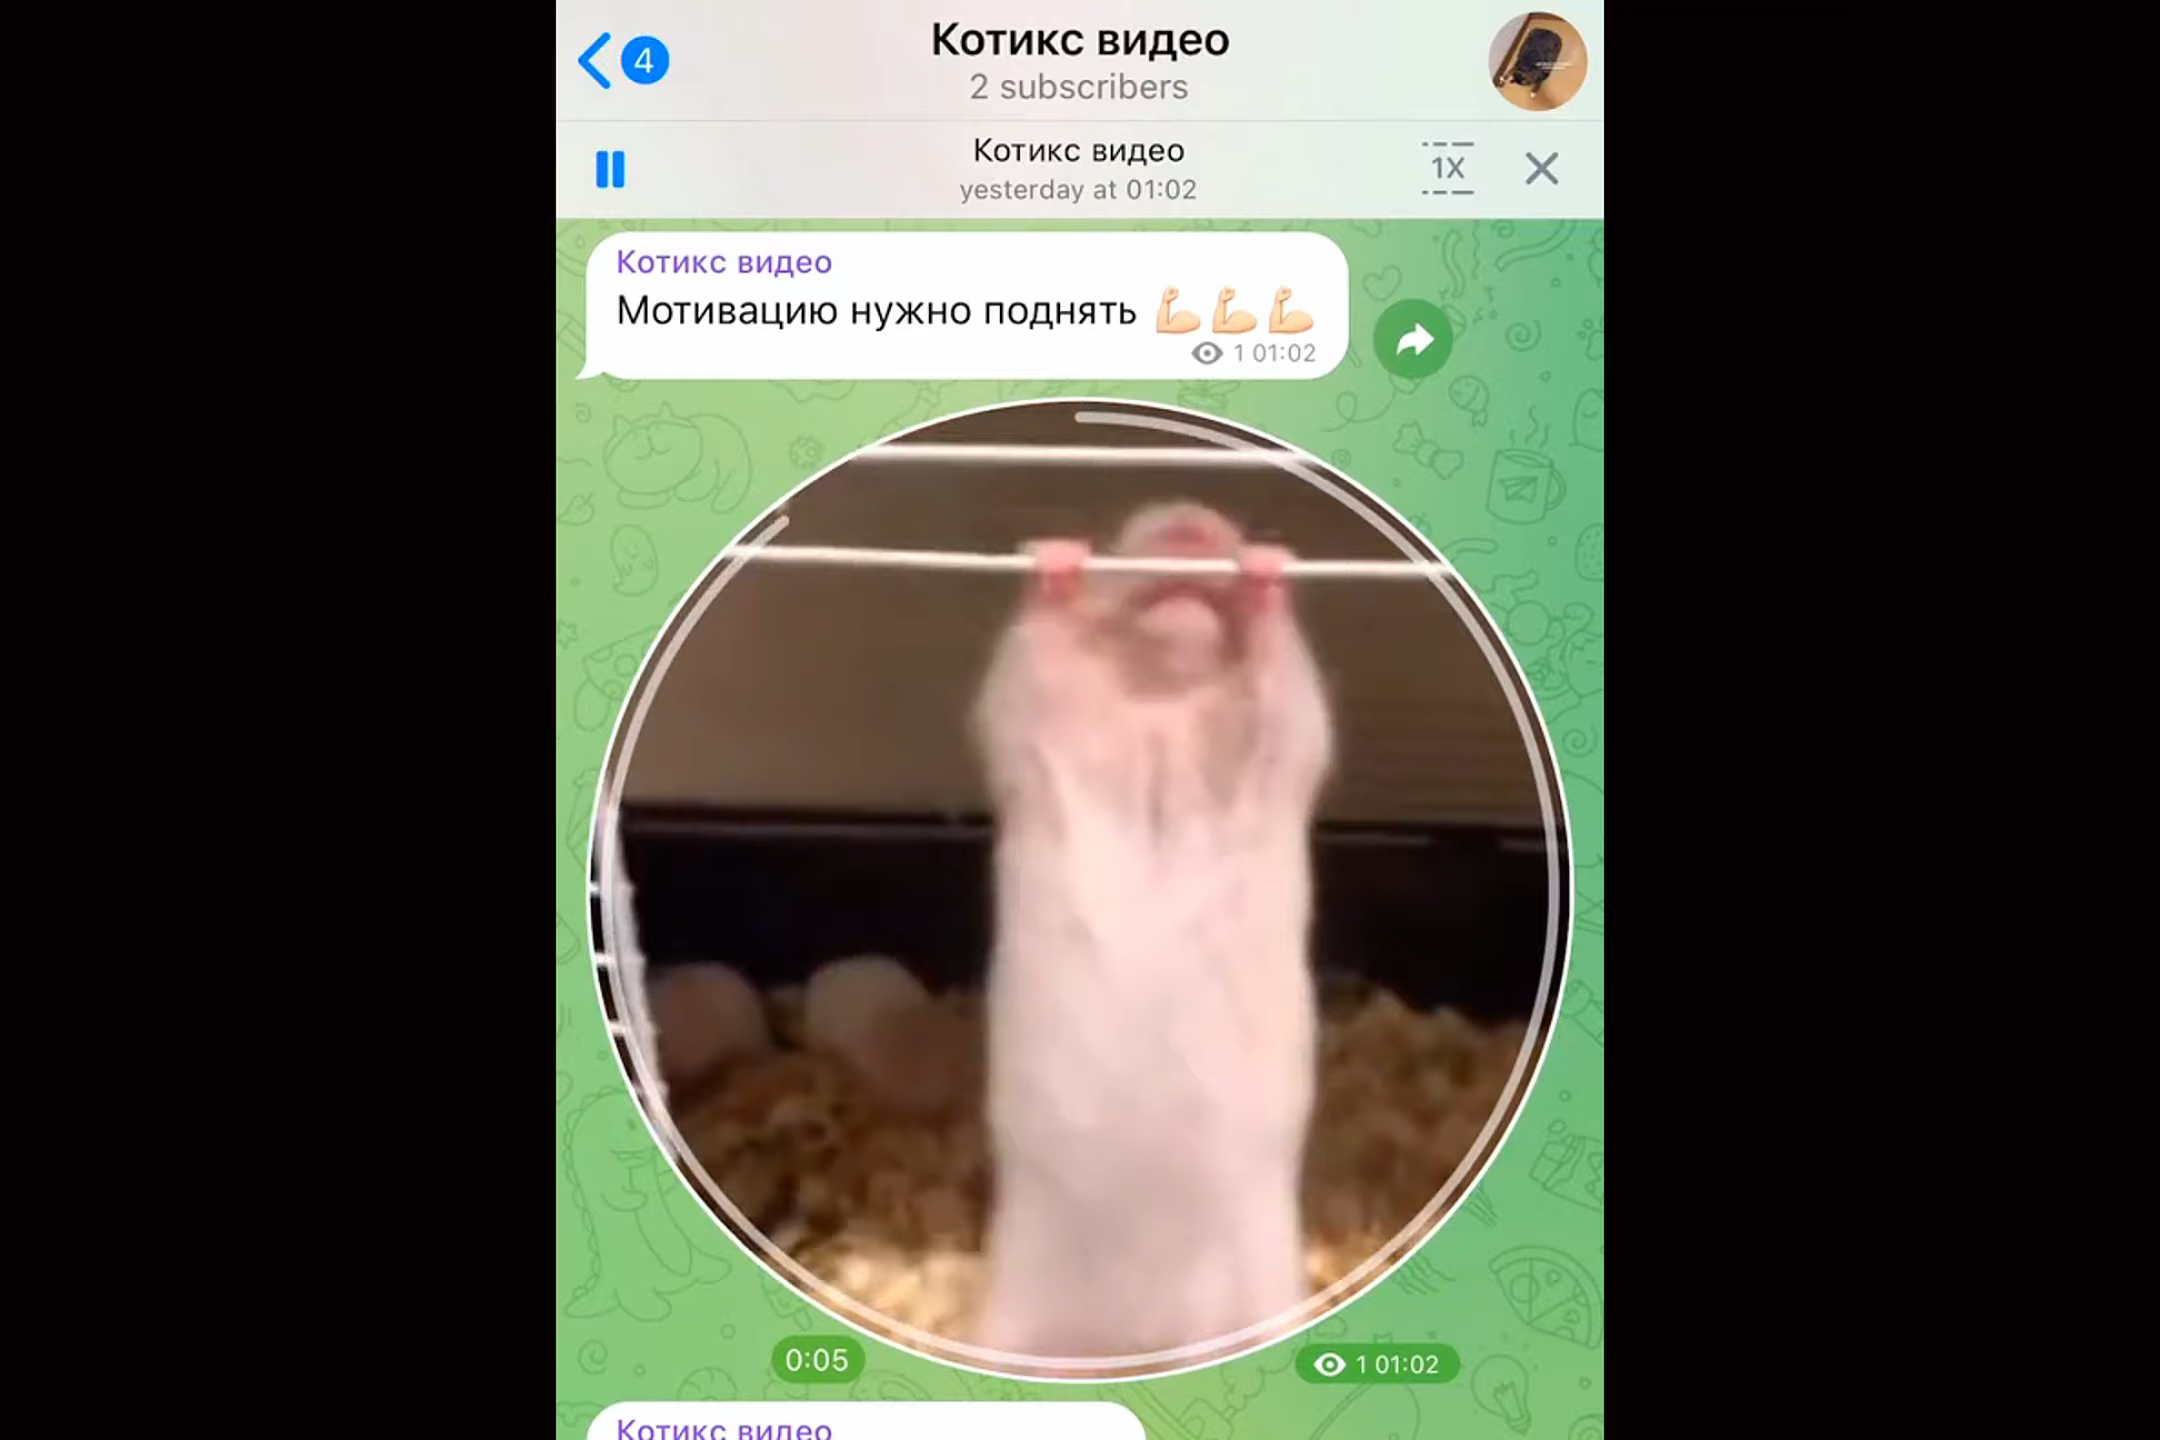 4
Котикс видео
2 subscribers
Котикс видео
yesterday at 01:02
1X
Котикс видео
Мотивацию нужно поднять 💪🏻💪🏻💪🏻
1 01:02
0:05
1 01:02
Котикс видео